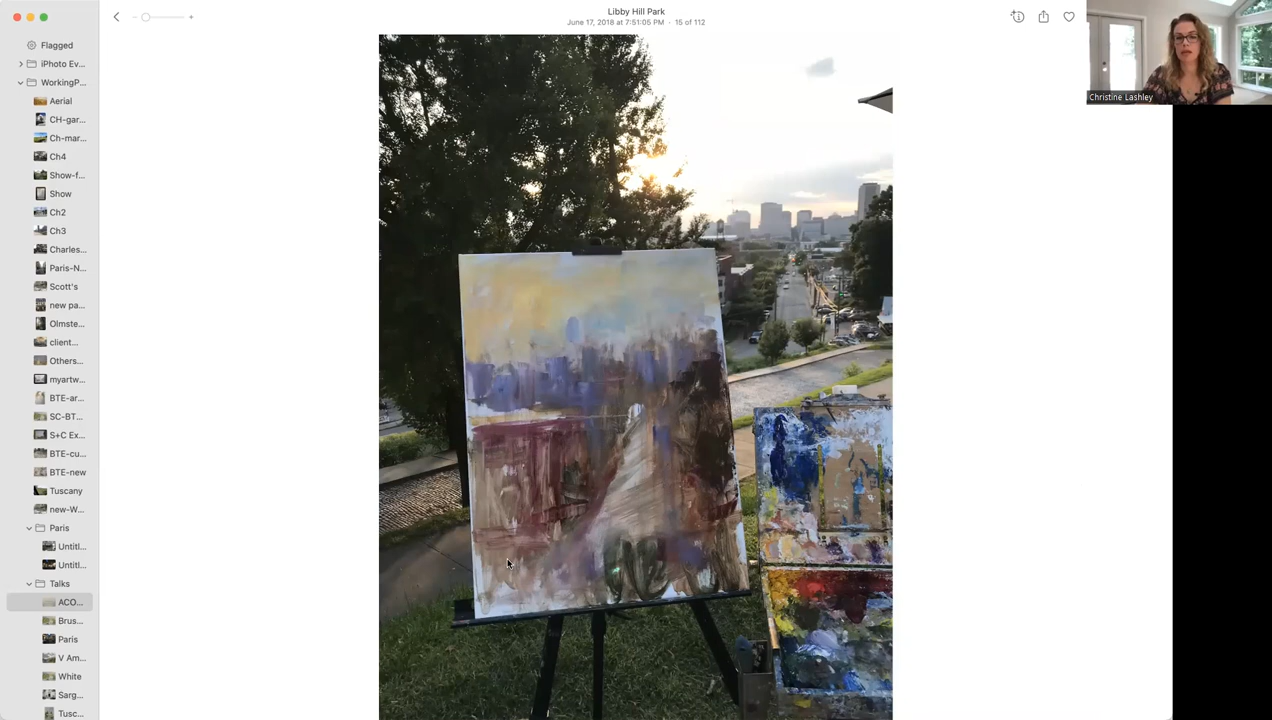 Libby Hill Park
June 17, 2018 at 7:51:05 PM · 15 of 112
Christine Lashley
Flagged
iPhoto Ev...
WorkingP...
Aerial
CH-gar...
Ch-mar...
Ch4
Show-f...
Show
Ch2
Ch3
Charles...
Paris-N...
Scott's
new pa...
Olmste...
client...
Others...
myartw...
BTE-ar...
SC-BT...
S+C Ex...
BTE-cu...
BTE-new
Tuscany
new-W...
Paris
Untitl...
Untitl...
Talks
ACO...
Brus...
Paris
V Am...
White
Sarg...
Tusc...